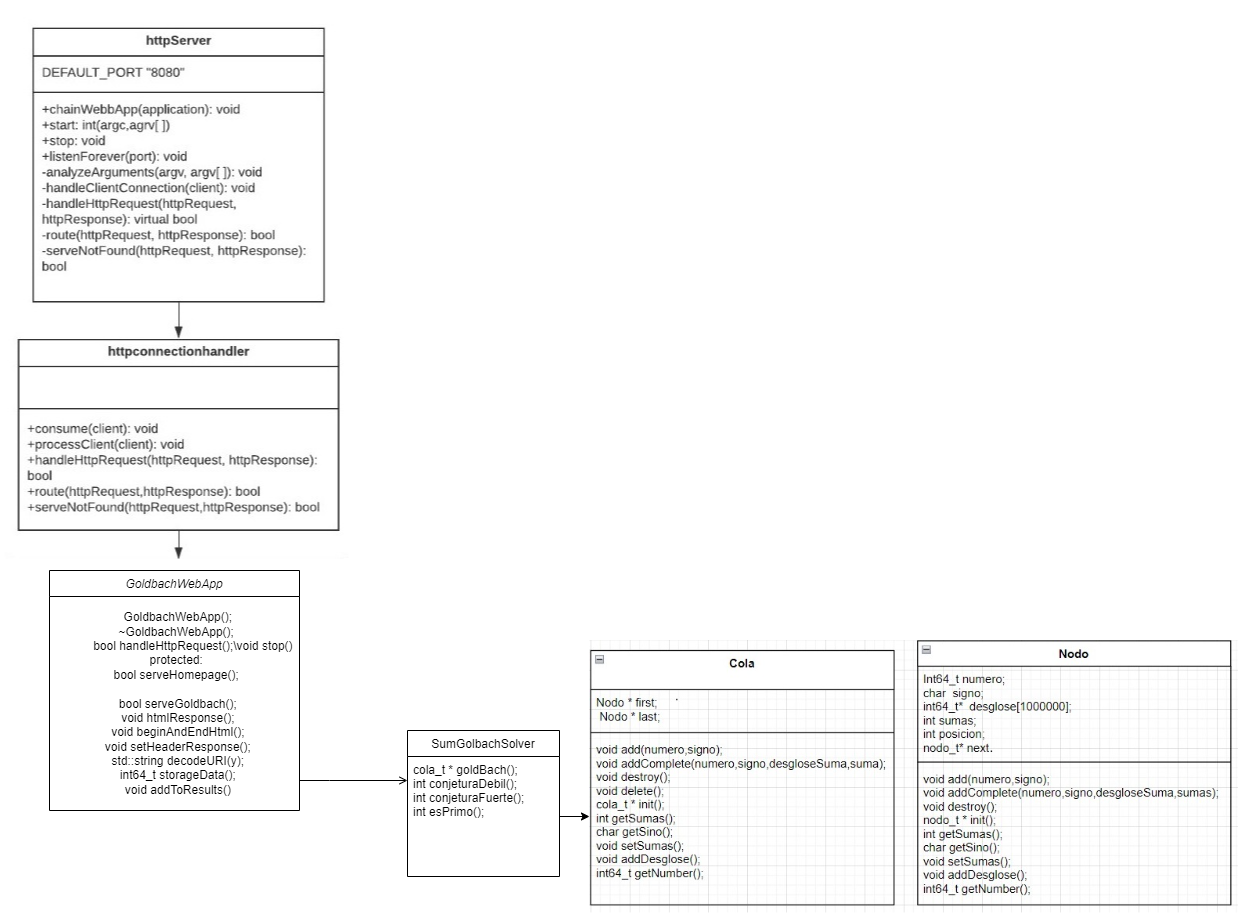 httpServer
DEFAULT_PORT "8080"
+chainWebbApp(application): void
+start: int(argc,agrv[ ])
+stop: void
+listenForever(port): void
-analyzeArguments(argv, argv[ ]): void
-handleClientConnection(client): void
-handleHttpRequest(httpRequest,
httpResponse): virtual bool
-route(httpRequest, httpResponse): bool
-serveNotFound(httpRequest, httpResponse):
bool
httpconnectionhandler
+consume(client): void
+processClient(client): void
+handleHttpRequest(httpRequest, httpResponse):
bool
+route(httpRequest,httpResponse): bool
+serveNotFound(httpRequest,httpResponse): bool
GoldbachWebApp
GoldbachWebApp();
~GoldbachWebApp();
bool handleHttpRequest();\void stop()
protected:
bool serveHomepage();
bool serveGoldbach();
void htmlResponse();
void beginAndEndHtml();
void setHeaderResponse();
std::string decodeURI(y);
int64_t storageData();
void addToResults()
SumGolbachSolver
cola_t * goldBach();
int conjeturaDebil();
int conjeturaFuerte();
int esPrimo();
Cola
Nodo * first;
Nodo * last;
void add(numero,signo);
void addComplete(numero,signo,desgloseSuma,suma);
void destroy();
void delete();
cola_t * init();
int getSumas();
char getSino();
void setSumas();
void addDesglose();
int64_t getNumber();
Nodo
Int64_t numero;
char signo;
int64_t* desglose[1000000];
int sumas;
int posicion;
nodo_t* next.
void add(numero,signo);
void addComplete(numero,signo,desgloseSuma,sumas);
void destroy();
nodo_t * init();
int getSumas();
char getSino();
void setSumas();
void addDesglose();
int64_t getNumber();